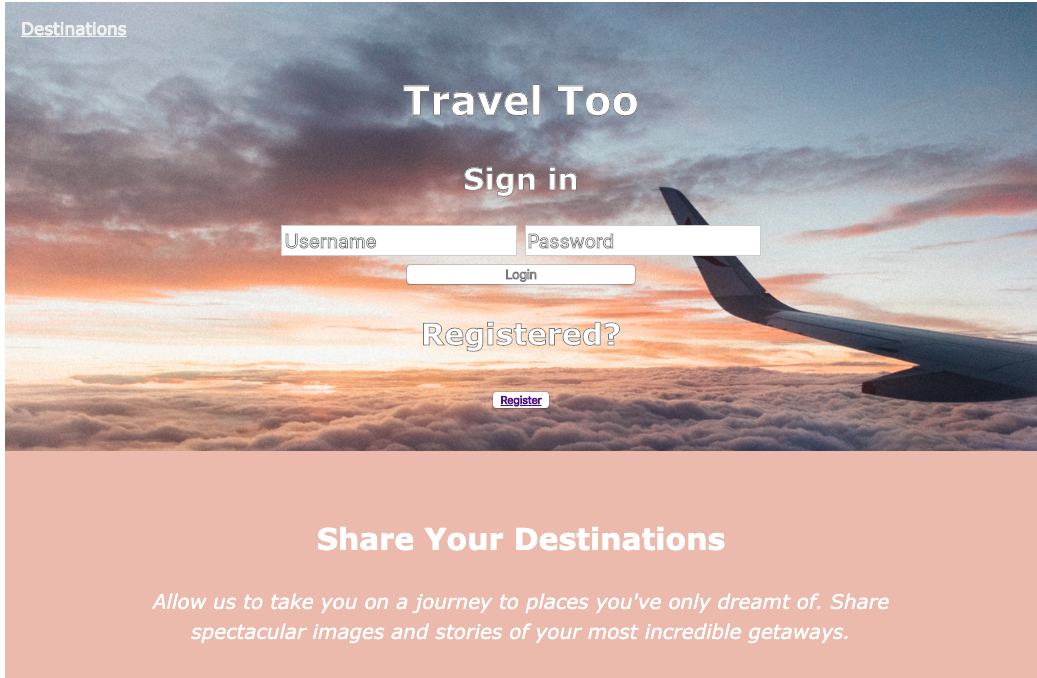 Destinations
Travel Too
Sign in
Username Password
Login
Registered?
Register
Share Your Destinations
Allow us to take you on a journey to places you've only dreamt of. Share
spectacular images and stories of your most incredible getaways.